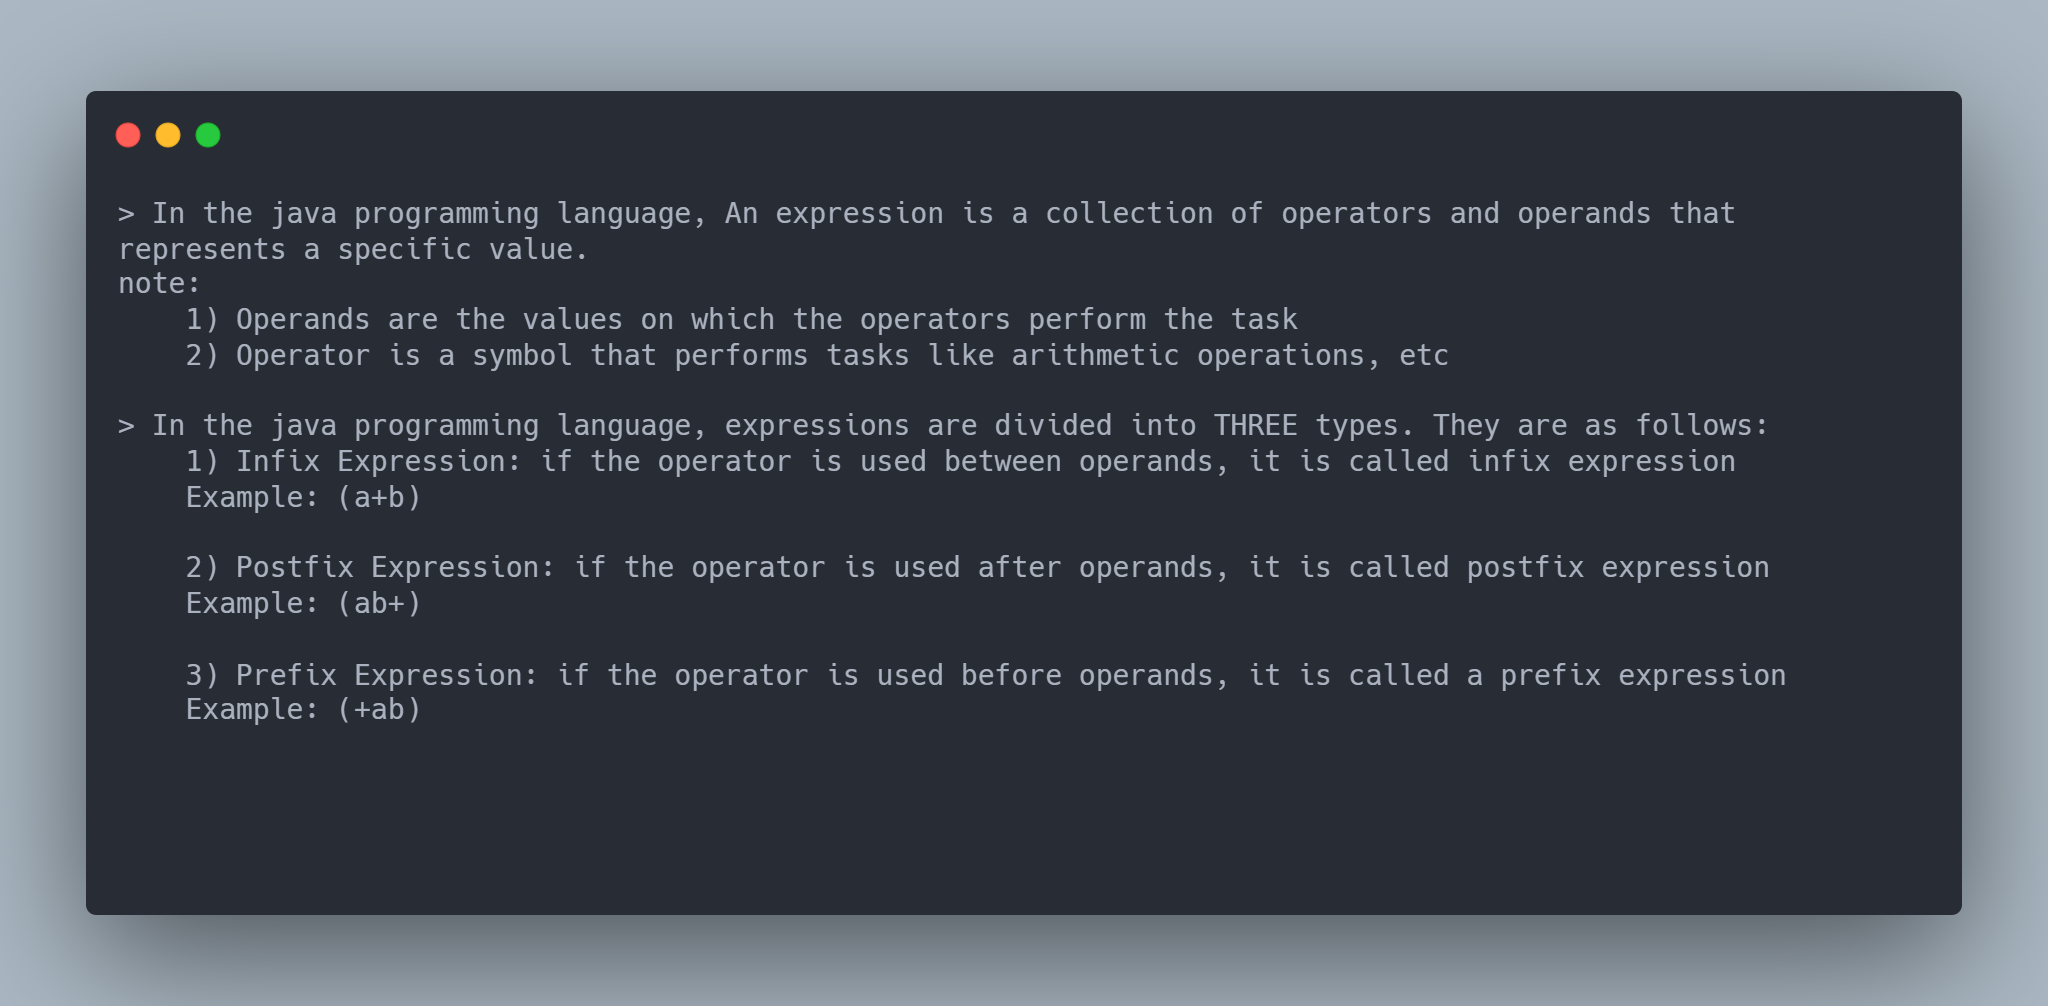 > In the java programming language, An expression is a collection of operators and operands that
represents a specific value.
note:
    1) Operands are the values on which the operators perform the task
    2) Operator is a symbol that performs tasks like arithmetic operations, etc

> In the java programming language, expressions are divided into THREE types. They are as follows:
    1) Infix Expression: if the operator is used between operands, it is called infix expression
    Example: (a+b)

    2) Postfix Expression: if the operator is used after operands, it is called postfix expression
    Example: (ab+)

    3) Prefix Expression: if the operator is used before operands, it is called a prefix expression
    Example: (+ab)